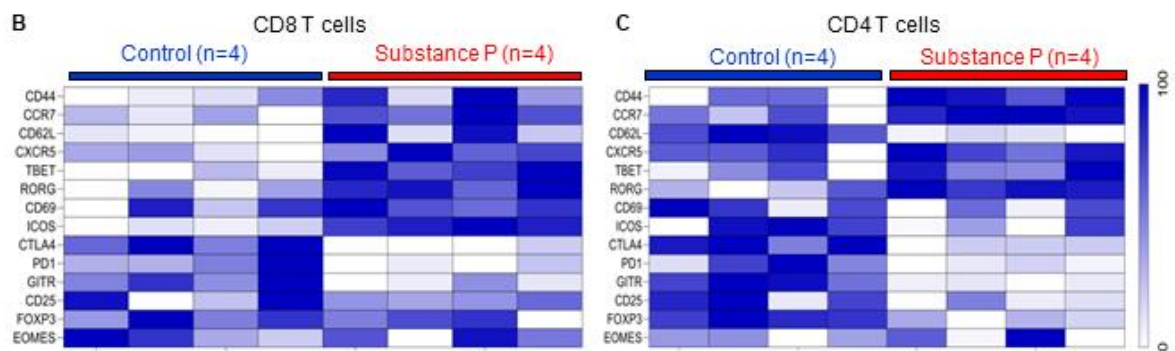 B
CD8 T cells
Control (n=4)
Substance P (n=4)
CD44
CCR7
CD62L
CXCR5
TBET
RORG
CD69
ICOS
CTLA4
PD1
GITR
CD25
FOXP3
EOMES
C
CD4 T cells
Control (n=4)
Substance P (n=4)
CD44
CCR7
CD62L
CXCR5
TBET
RORG
CD69
ICOS
CTLA4
PD1
GITR
CD25
FOXP3
EOMES
100
0